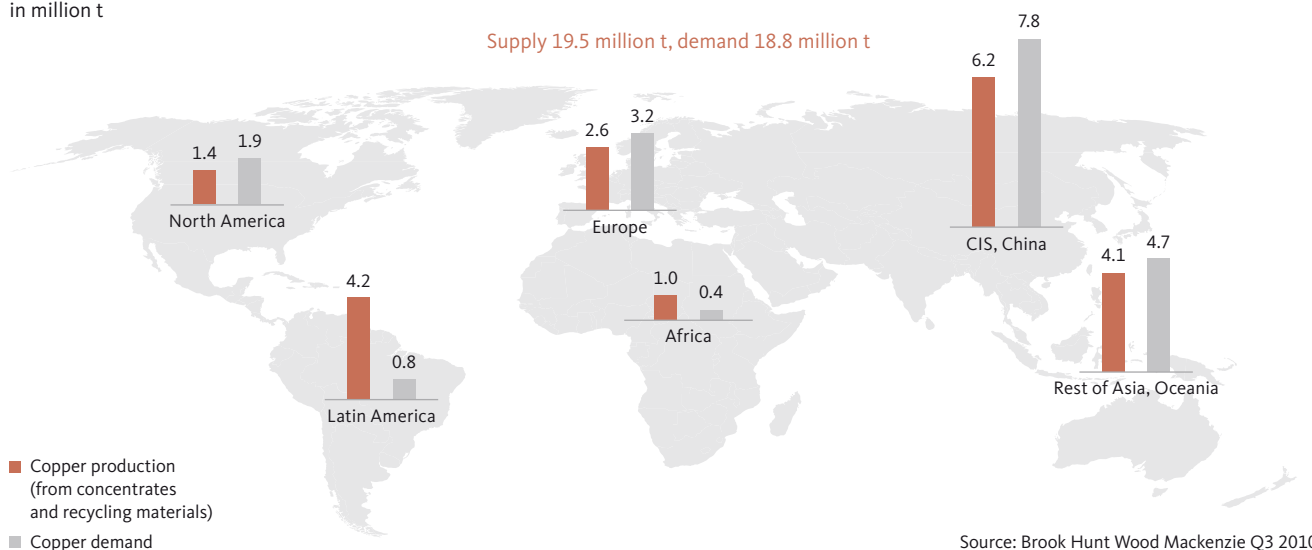 in million t
Supply 19.5 million t, demand 18.8 million t
7.8
6.2
3.2
2.6
1.9
1.4
North America
Europe
CIS, China
4.7
4.1
4.2
1.0
0.4
Africa
0.8
Rest of Asia, Oceania
Latin America
Copper production
(from concentrates
and recycling materials)
Copper demand
Source: Brook Hunt Wood Mackenzie Q3 2010